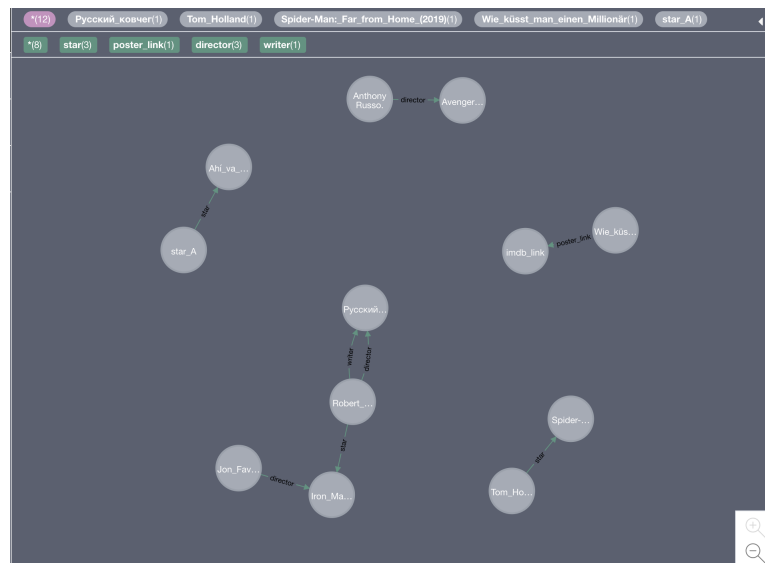 *(12) Русский_ковчег(1) Tom_Holland(1) Spider-Man:_Far_from_Home_(2019)(1) Wie_küsst_man_einen_Millionär(1) star_A(1)
*(8) star(3) poster_link(1) director(3) writer(1)
Anthony
Russo.
director
Avenger...
Ahí_va_...
star
star_A
Wie_küs...
poster_link
imdb_link
Русский...
writer
director
Robert_...
star
Jon_Fav...
director
Iron_Ma...
Spider-...
star
Tom_Ho...